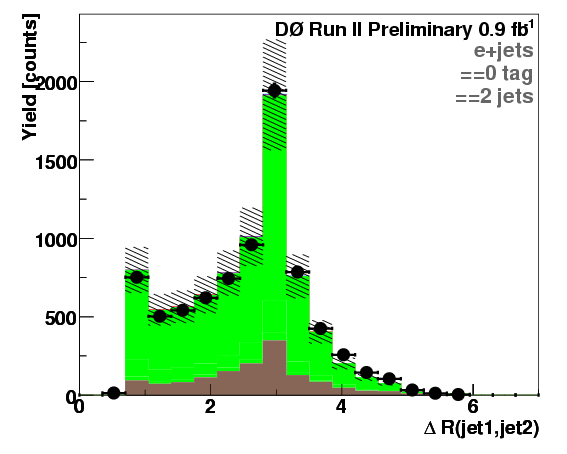 DØ Run II Preliminary 0.9 fb-1
e+jets
==0 tag
==2 jets
Yield [counts]
2000
1500
1000
500
0
0 2 4 6
Δ R(jet1,jet2)